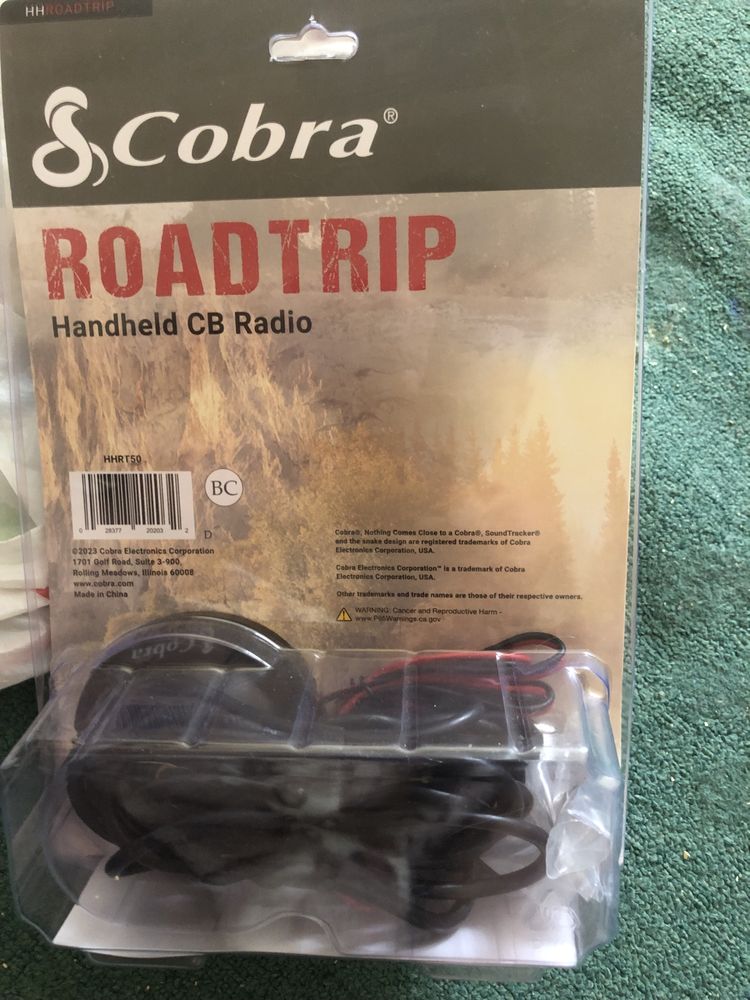 HHROADTRIP
Cobra®
ROADTRIP
Handheld CB Radio
HHRT50
BC
0 28377 20203 2
D
©2023 Cobra Electronics Corporation
1701 Golf Road, Suite 3-900,
Rolling Meadows, Illinois 60008
www.cobra.com
Made in China
Cobra®, Nothing Comes Close to a Cobra®, SoundTracker®
and the snake design are registered trademarks of Cobra
Electronics Corporation, USA.
Cobra Electronics Corporation™ is a trademark of Cobra
Electronics Corporation, USA.
Other trademarks and trade names are those of their respective owners.
WARNING: Cancer and Reproductive Harm -
www.P65Warnings.ca.gov
Cobra